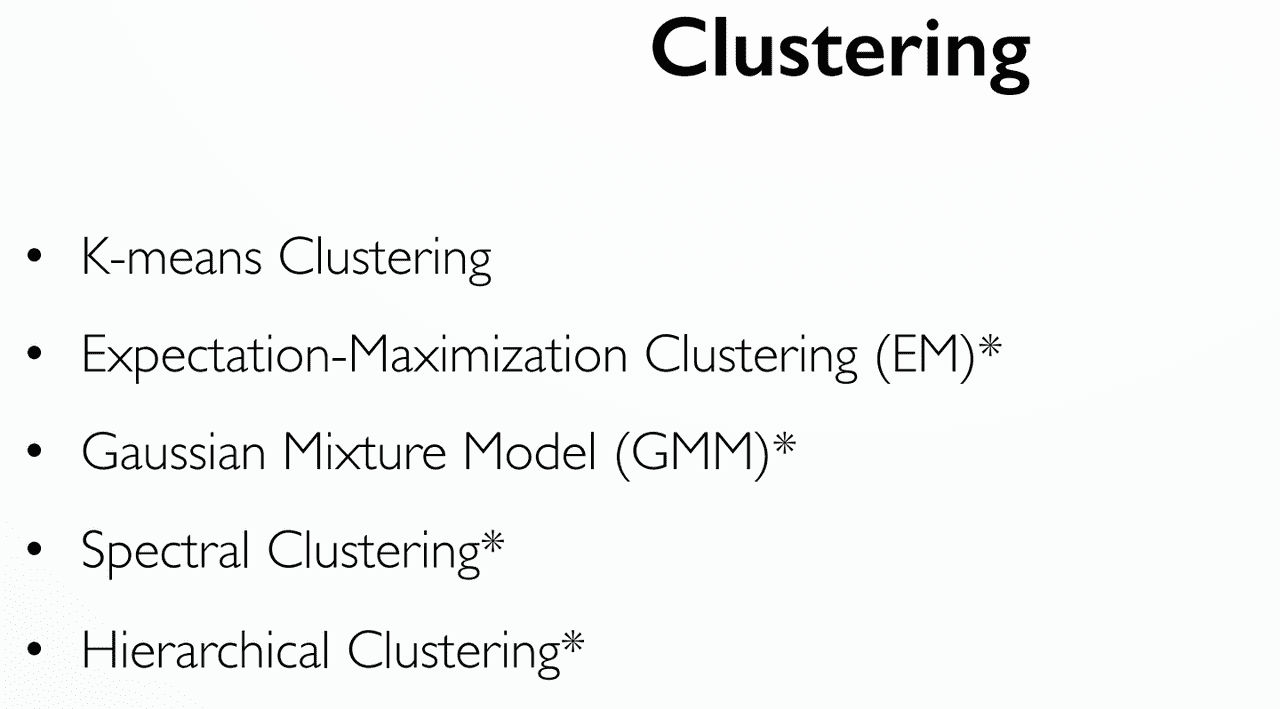 Clustering
• K-means Clustering
• Expectation-Maximization Clustering (EM)*
• Gaussian Mixture Model (GMM)*
• Spectral Clustering*
• Hierarchical Clustering*